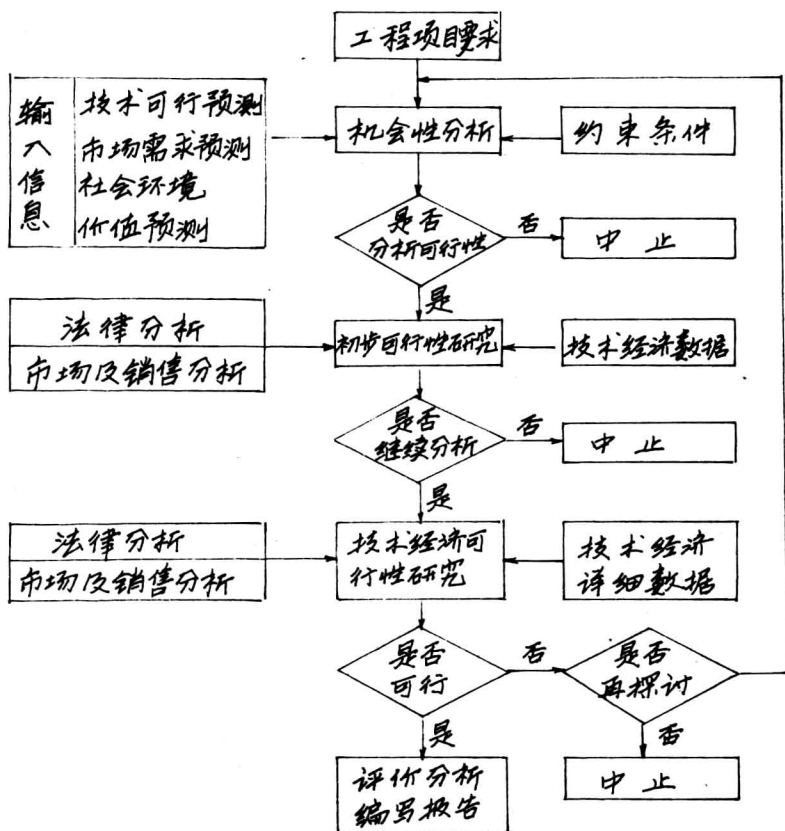 工程项目要求
输入信息
技术可行预测
市场需求预测
社会环境
价值预测
机会性分析
约束条件
是否
分析可行性
否
中止
是
法律分析
市场及销售分析
初步可行性研究
技术经济数据
是否
继续分析
否
中止
是
法律分析
市场及销售分析
技术经济可
行性研究
技术经济
详细数据
是否
可行
否
是否
再探讨
是
否
评价分析
编写报告
中止